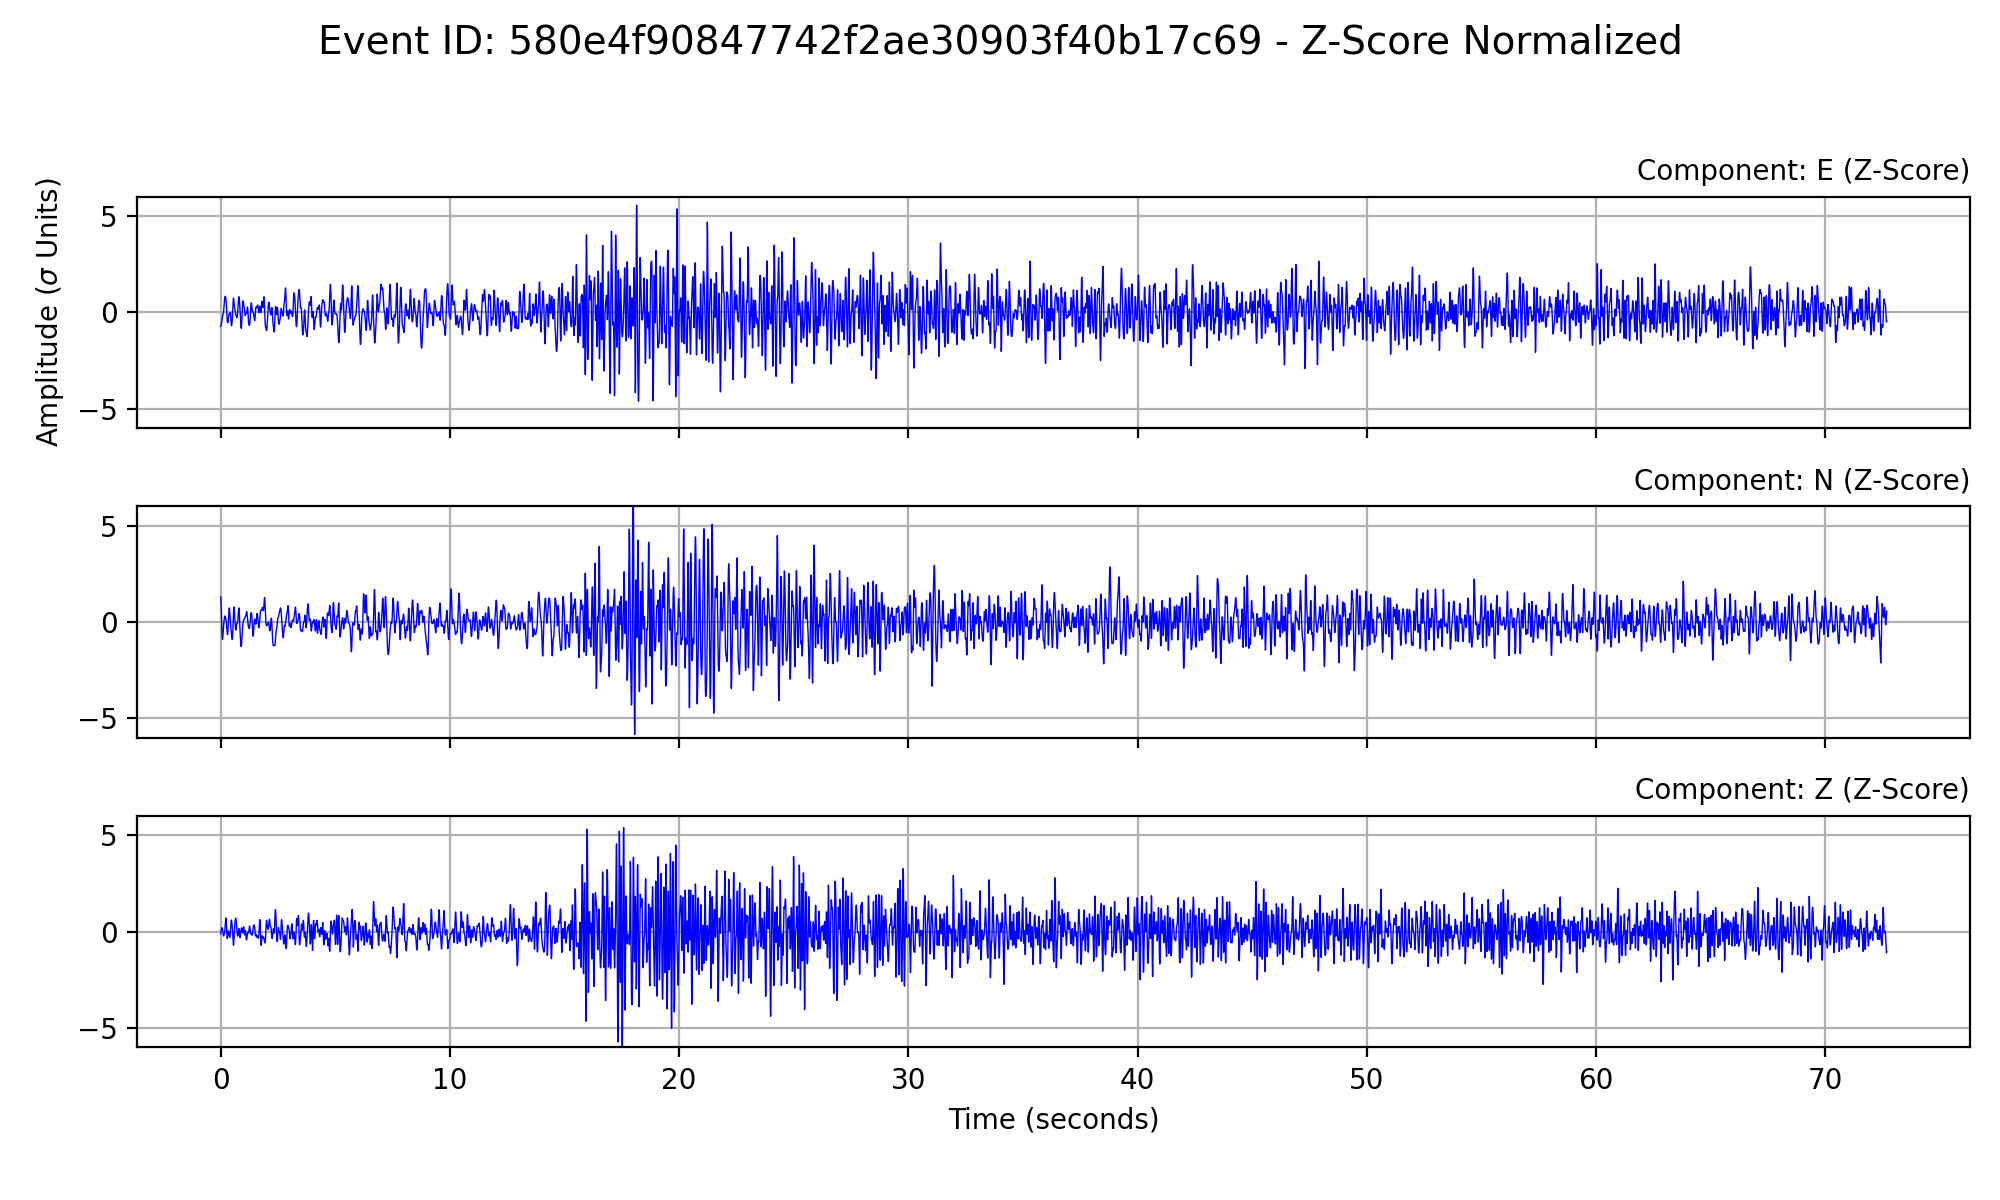 Event ID: 580e4f90847742f2ae30903f40b17c69 - Z-Score Normalized
Component: E (Z-Score)
Amplitude (σ Units)
5
0
−5
Component: N (Z-Score)
5
0
−5
Component: Z (Z-Score)
5
0
−5
0 10 20 30 40 50 60 70
Time (seconds)